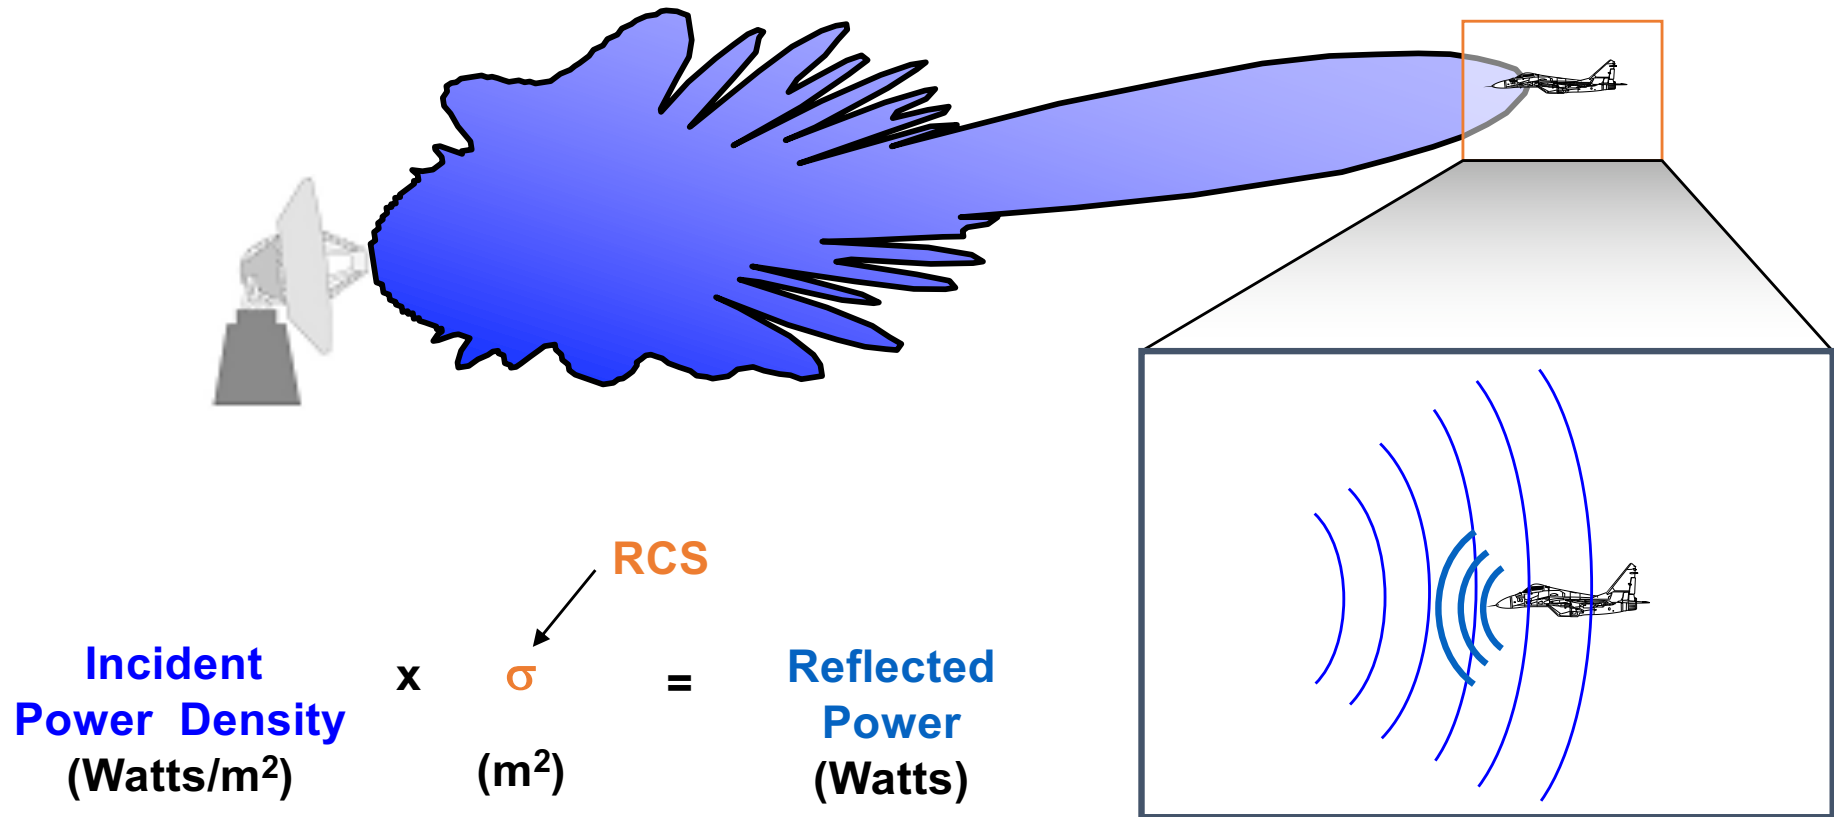 RCS
Incident
Power Density
(Watts/m²)
x
σ
(m²)
=
Reflected
Power
(Watts)